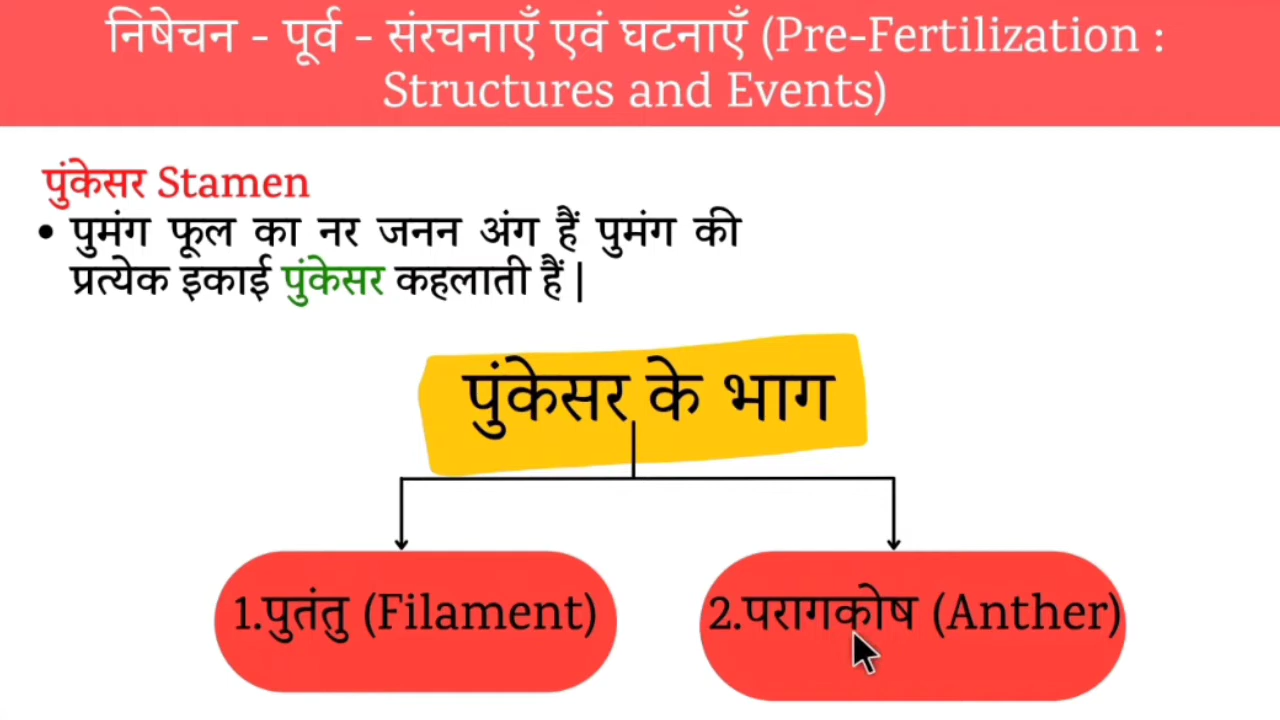 निषेचन - पूर्व - संरचनाएँ एवं घटनाएँ (Pre-Fertilization :
Structures and Events)
पुंकेसर Stamen
• पुमंग फूल का नर जनन अंग हैं पुमंग की
प्रत्येक इकाई पुंकेसर कहलाती हैं |
पुंकेसर के भाग
1.पुतंतु (Filament)
2.परागकोष (Anther)